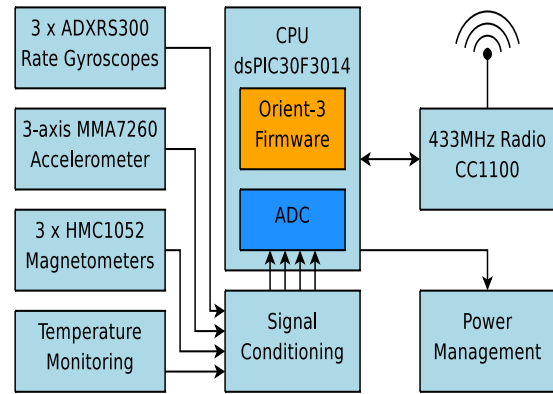 3 x ADXRS300
Rate Gyroscopes
3-axis MMA7260
Accelerometer
3 x HMC1052
Magnetometers
Temperature
Monitoring
CPU
dsPIC30F3014
Orient-3
Firmware
ADC
Signal
Conditioning
433MHz Radio
CC1100
Power
Management